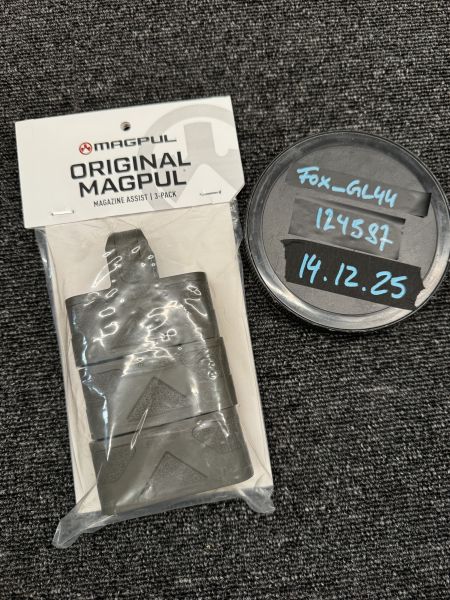 MAGPUL
ORIGINAL
MAGPUL®
MAGAZINE ASSIST | 3-PACK
Fox_GL44
124587
14.12.25